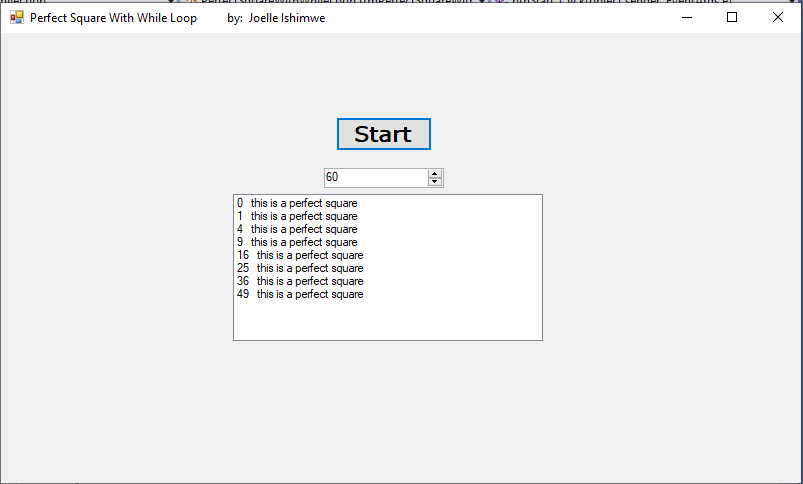 Perfect Square With While Loop by: Joelle Ishimwe
Start
60
0 this is a perfect square
1 this is a perfect square
4 this is a perfect square
9 this is a perfect square
16 this is a perfect square
25 this is a perfect square
36 this is a perfect square
49 this is a perfect square